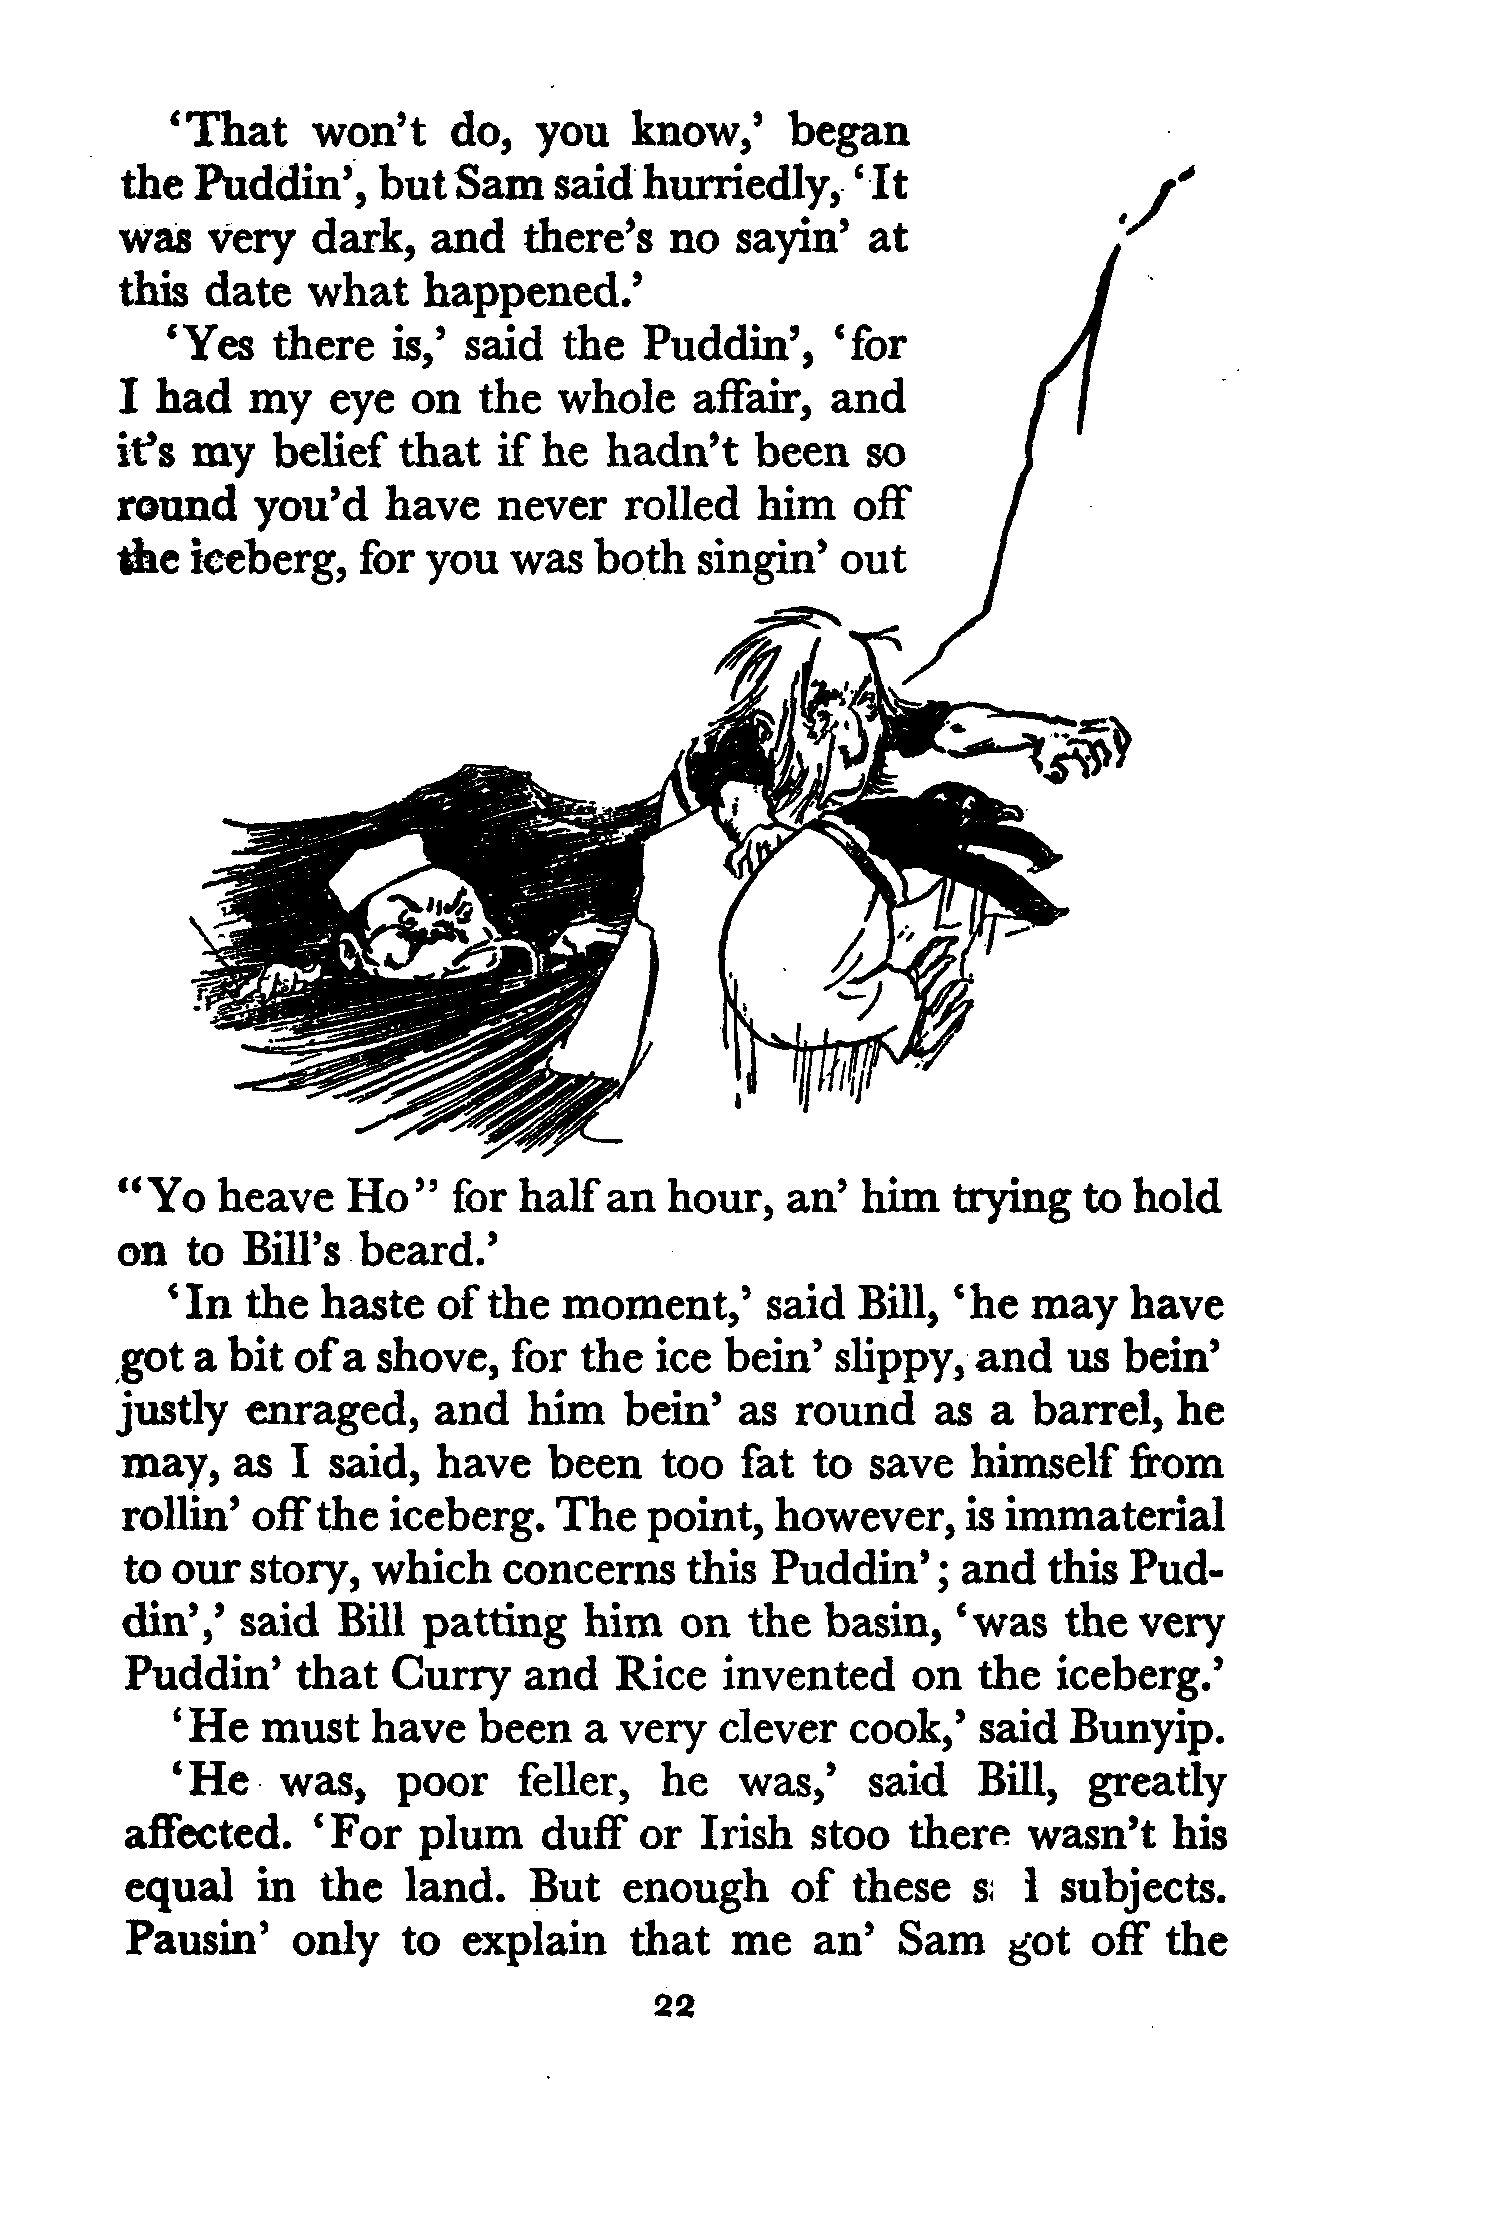 ‘That won’t do, you know,’ began
the Puddin’, but Sam said hurriedly, ‘It
was very dark, and there’s no sayin’ at
this date what happened.’
‘Yes there is,’ said the Puddin’, ‘for
I had my eye on the whole affair, and
it’s my belief that if he hadn’t been so
round you’d have never rolled him off
the iceberg, for you was both singin’ out
“Yo heave Ho” for half an hour, an’ him trying to hold
on to Bill’s beard.’
‘In the haste of the moment,’ said Bill, ‘he may have
got a bit of a shove, for the ice bein’ slippy, and us bein’
justly enraged, and him bein’ as round as a barrel, he
may, as I said, have been too fat to save himself from
rollin’ off the iceberg. The point, however, is immaterial
to our story, which concerns this Puddin’; and this Pud-
din’,’ said Bill patting him on the basin, ‘was the very
Puddin’ that Curry and Rice invented on the iceberg.’
‘He must have been a very clever cook,’ said Bunyip.
‘He was, poor feller, he was,’ said Bill, greatly
affected. ‘For plum duff or Irish stoo there wasn’t his
equal in the land. But enough of these subjects.
Pausin’ only to explain that me an’ Sam got off the
22